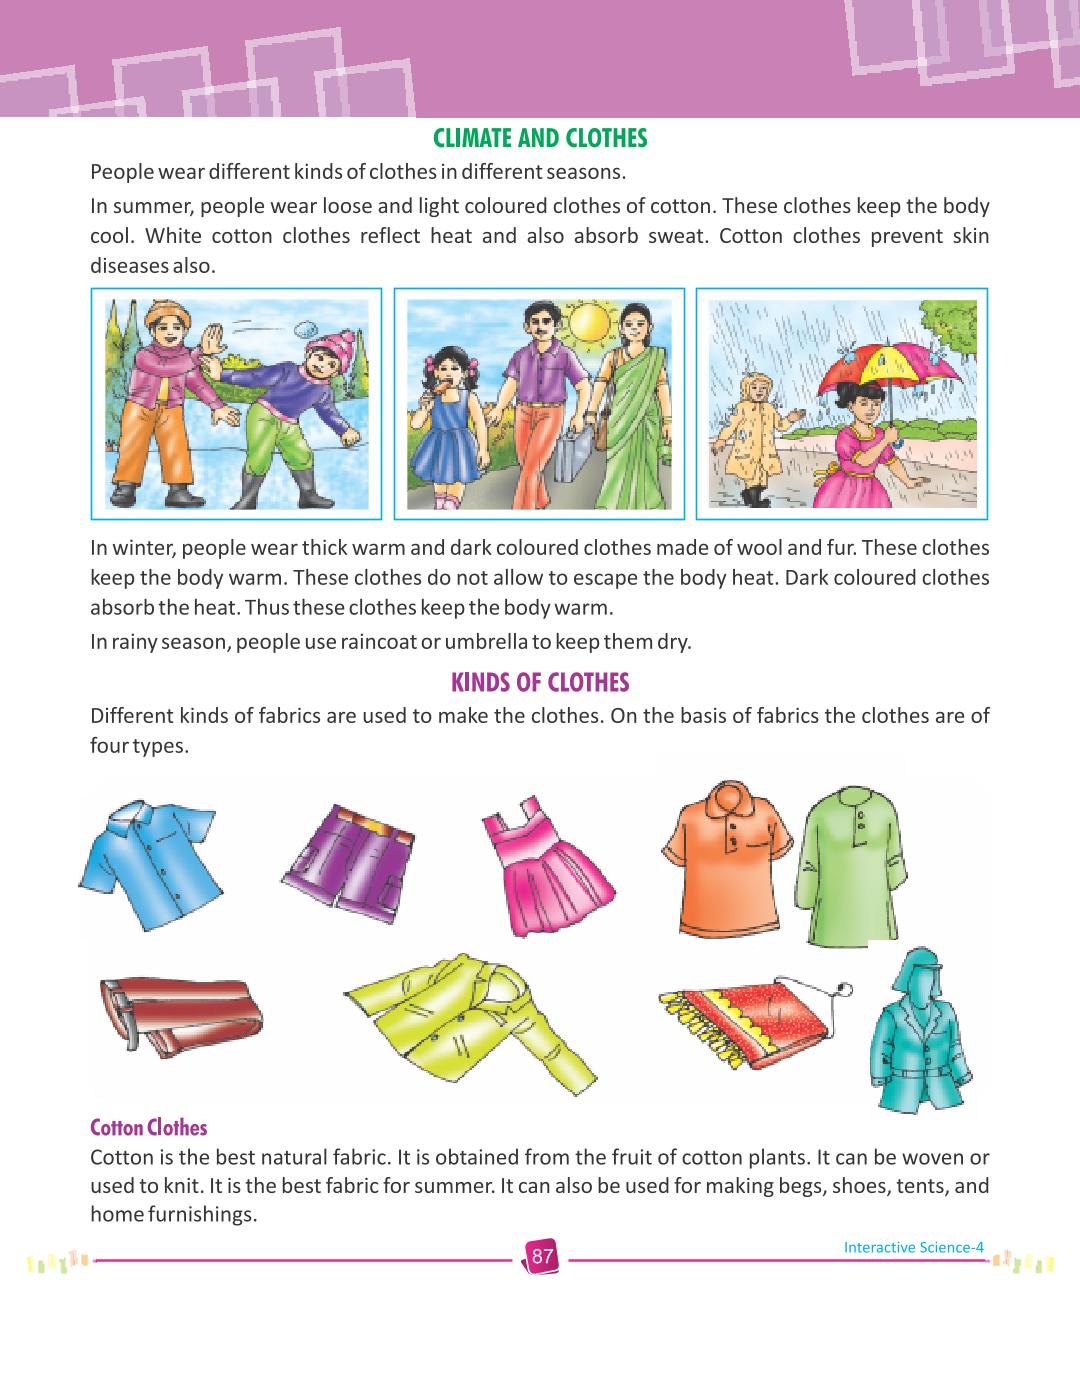 CLIMATE AND CLOTHES
People wear different kinds of clothes in different seasons.
In summer, people wear loose and light coloured clothes of cotton. These clothes keep the body
cool. White cotton clothes reflect heat and also absorb sweat. Cotton clothes prevent skin
diseases also.
In winter, people wear thick warm and dark coloured clothes made of wool and fur. These clothes
keep the body warm. These clothes do not allow to escape the body heat. Dark coloured clothes
absorb the heat. Thus these clothes keep the body warm.
In rainy season, people use raincoat or umbrella to keep them dry.
KINDS OF CLOTHES
Different kinds of fabrics are used to make the clothes. On the basis of fabrics the clothes are of
four types.
Cotton Clothes
Cotton is the best natural fabric. It is obtained from the fruit of cotton plants. It can be woven or
used to knit. It is the best fabric for summer. It can also be used for making begs, shoes, tents, and
home furnishings.
87
Interactive Science-4